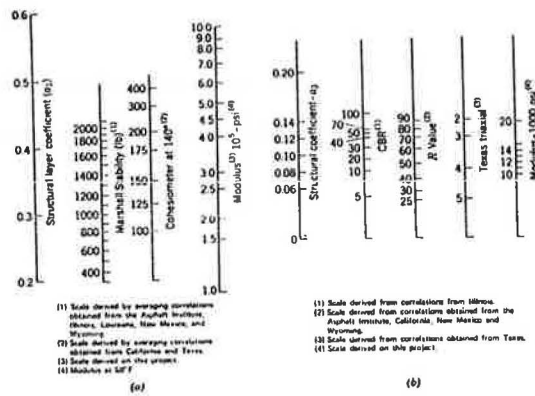 0.6
0.5
0.4
0.3
0.2
Structural layer coefficient (a₁)
2000
1800
1600
1400
1200
1000
800
600
400
Marshall Stability (lb)(1)
400
300
200
175
150
125
100
Cohesiometer at 140°(2)
10.0
9.0
8.0
7.0
6.0
5.0
4.0
3.0
2.0
1.5
1.0
Modulus(3) 10⁵-psi(4)
(1) Scale derived by averaging correlations
obtained from the Asphalt Institute,
Illinois, Louisiana, New Mexico, and
Wyoming.
(2) Scale derived by averaging correlations
obtained from California and Texas.
(3) Scale derived on this project.
(4) Modulus at 68°F
(a)
0.20
0.14
0.12
0.10
0.08
0.06
0
Structural coefficient-a₃
100
70
50
40
30
20
10
5
CBR(1)
90
80
70
60
50
40
30
25
R Value(2)
2
3
4
5
Texas triaxial(3)
20
14
12
10
Modulus-1000 psi(4)
(1) Scale derived from correlations from Illinois.
(2) Scale derived from correlations obtained from the
Asphalt Institute, California, New Mexico and
Wyoming.
(3) Scale derived from correlations obtained from Texas.
(4) Scale derived on this project.
(b)